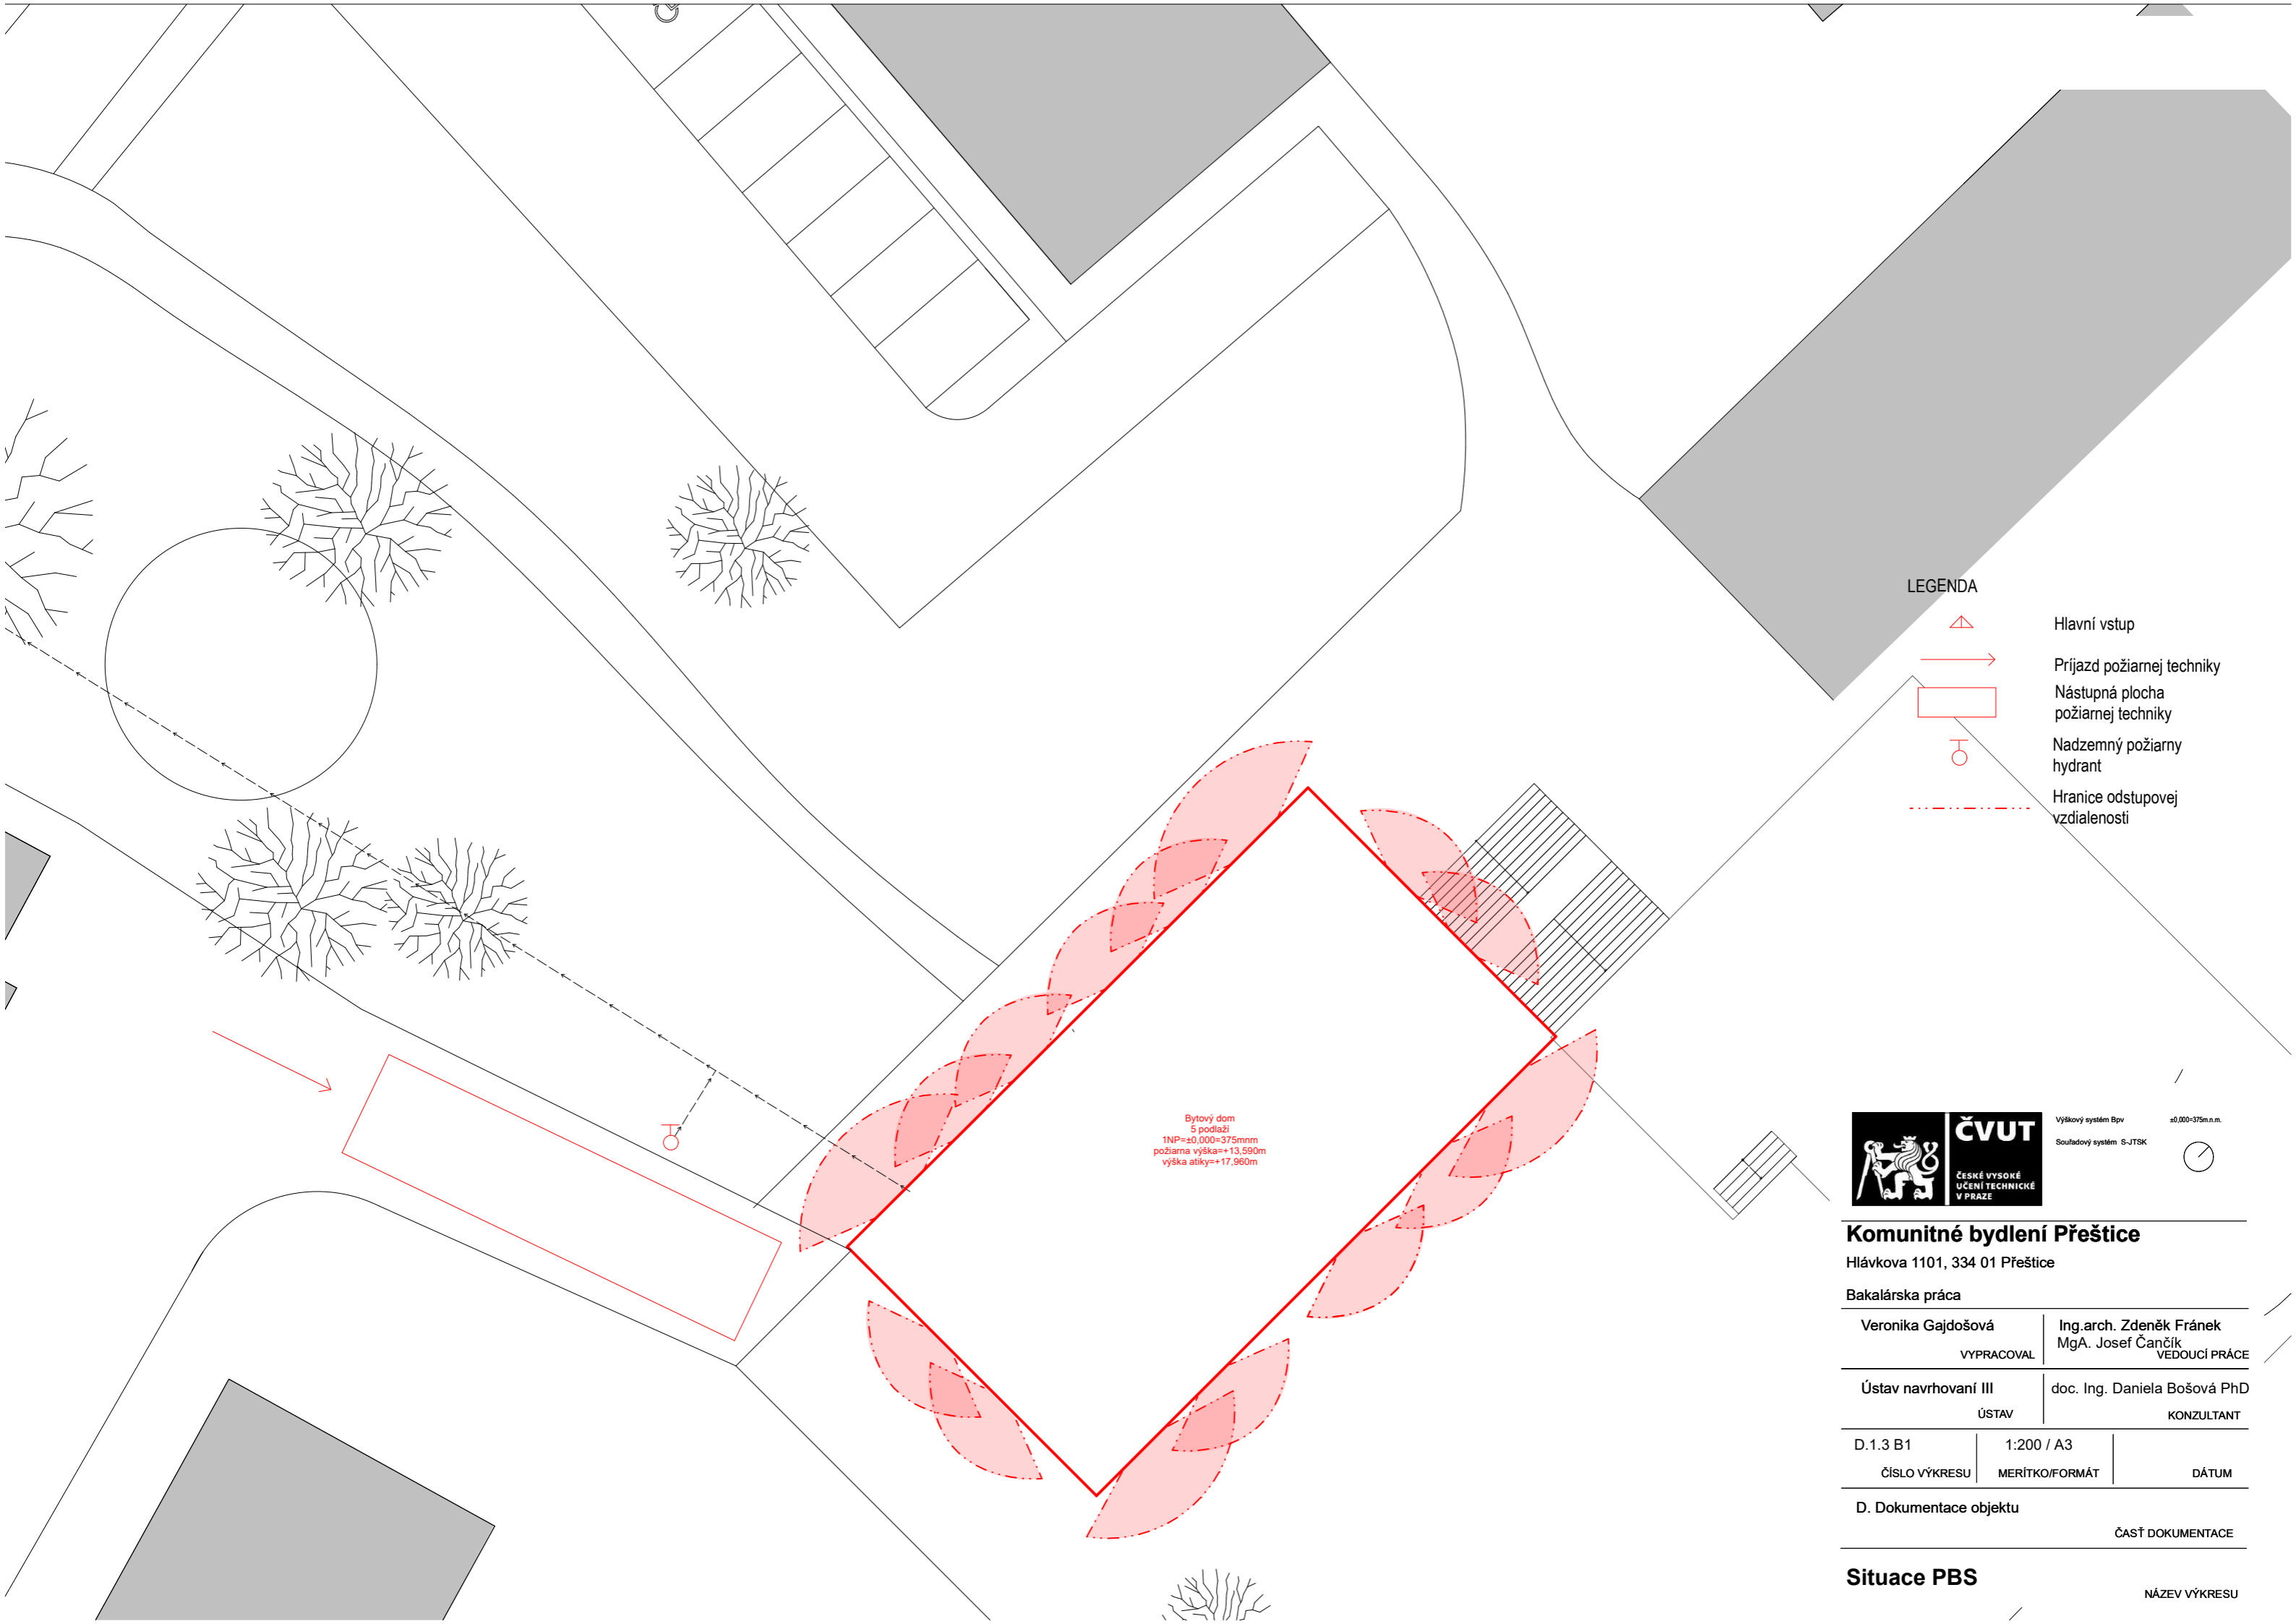 LEGENDA
Hlavní vstup
Príjazd požiarnej techniky
Nástupná plocha
požiarnej techniky
Nadzemný požiarny
hydrant
Hranice odstupovej
vzdialenosti
Bytový dom
5 podlaží
1NP=±0,000=375mnm
požiarna výška=+13,590m
výška atiky=+17,960m
ČVUT
ČESKÉ VYSOKÉ
UČENÍ TECHNICKÉ
V PRAZE
Výškový systém Bpv ±0,000=375m.n.m.
Souřadový systém S-JTSK
Komunitné bydlení Přeštice
Hlávkova 1101, 334 01 Přeštice
Bakalárska práca
Veronika Gajdošová
VYPRACOVAL
Ing.arch. Zdeněk Fránek
MgA. Josef Čančík
VEDOUCÍ PRÁCE
Ústav navrhovaní III
ÚSTAV
doc. Ing. Daniela Bošová PhD
KONZULTANT
D.1.3 B1
ČÍSLO VÝKRESU
1:200 / A3
MERÍTKO/FORMÁT
DÁTUM
D. Dokumentace objektu
ČASŤ DOKUMENTACE
Situace PBS
NÁZEV VÝKRESU